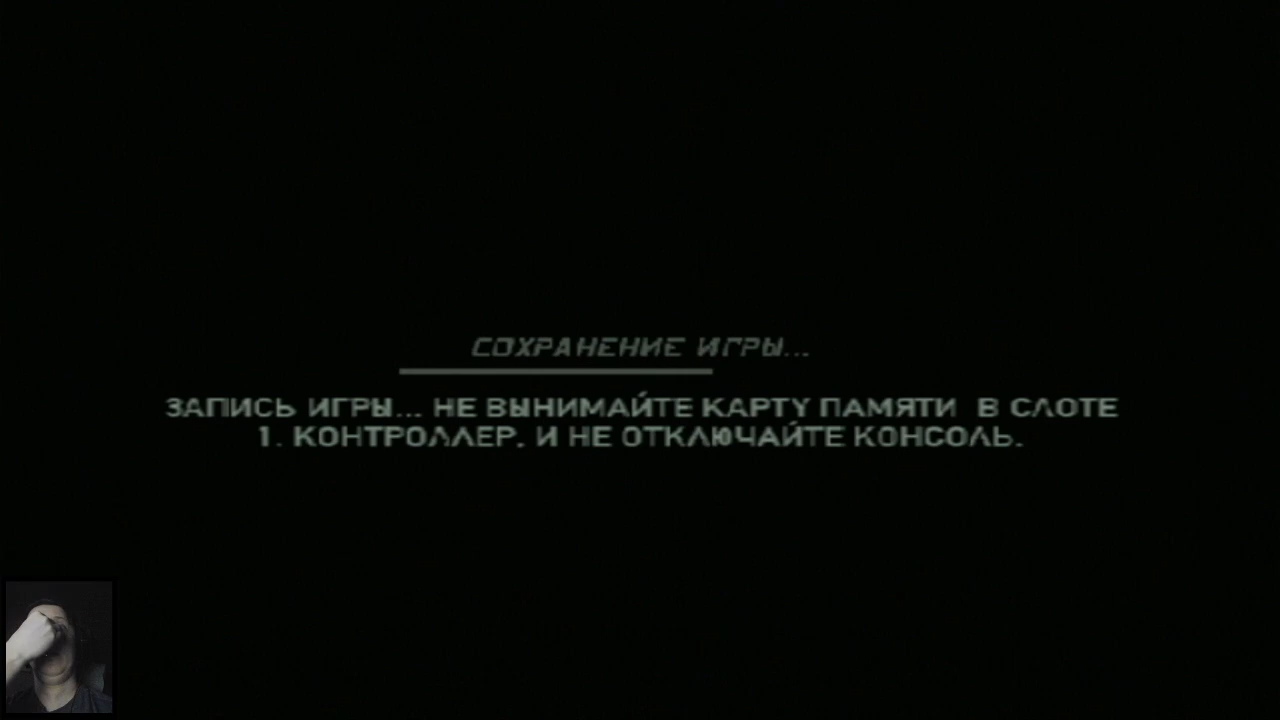 СОХРАНЕНИЕ ИГРЫ...
ЗАПИСЬ ИГРЫ... НЕ ВЫНИМАЙТЕ КАРТУ ПАМЯТИ В СЛОТЕ
1. КОНТРОЛЛЕР. И НЕ ОТКЛЮЧАЙТЕ КОНСОЛЬ.